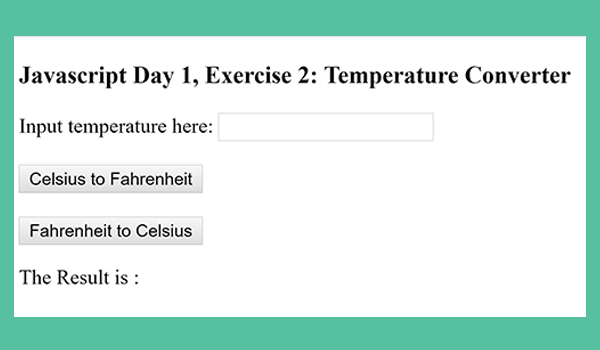 Javascript Day 1, Exercise 2: Temperature Converter
Input temperature here:
Celsius to Fahrenheit
Fahrenheit to Celsius
The Result is :